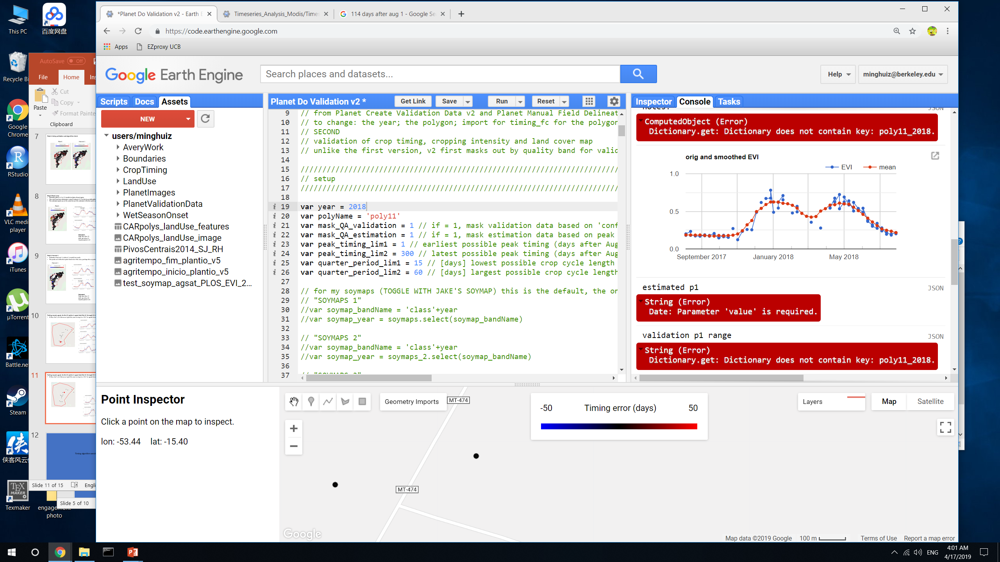 This PC
百度网盘
Google Chrome
RStudio
VLC medi player
iTunes
µTorrent
Battle.ne
Steam
Texmaker
photo
AutoSave Off
File Home Ins
Paste
Cut
Copy
Format Painte
Clipboard
7
8
9
10
11
12
Slide 11 of 15 Engli
Slide 5 of 10
*Planet Do Validation v2 - Earth E
Timeseries_Analysis_Modis/Times
114 days after aug 1 - Google Se
https://code.earthengine.google.com
Apps EZproxy UCB
Google Earth Engine
Search places and datasets...
Help
minghuiz@berkeley.edu
Scripts Docs Assets
NEW
users/minghuiz
AveryWork
Boundaries
CropTiming
LandUse
PlanetImages
PlanetValidationData
WetSeasonOnset
CARpolys_landUse_features
CARpolys_landUse_image
PivosCentrais2014_SJ_RH
agritempo_fim_plantio_v5
agritempo_inicio_plantio_v5
test_soymap_agsat_PLOS_EVI_2...
Planet Do Validation v2 *
Get Link Save Run Reset
9 // from Planet Create Validation Data v2 and Planet Manual Field Delineat
10 // to change: the year; the polygon; import for timing_fc for the polygon
11 // SECOND
12 // validation of crop timing, cropping intensity and land cover map
13 // unlike the first version, v2 first masks out by quality band for valid
14
15 /////////////////////////////////////////////////////////////////////////
16 // setup
17 /////////////////////////////////////////////////////////////////////////
18
19 var year = 2018
20 var polyName = 'poly11'
21 var mask_QA_validation = 1 // if = 1, mask validation data based on 'conf
22 var mask_QA_estimation = 1 // if = 1, mask estimation data based on peak
23 var peak_timing_lim1 = 1 // earliest possible peak timing (days after Aug
24 var peak_timing_lim2 = 300 // latest possible peak timing (days after Aug
25 var quarter_period_lim1 = 15 // [days] lowest possible crop cycle length
26 var quarter_period_lim2 = 60 // [days] largest possible crop cycle length
27
28 // for my soymaps (TOGGLE WITH JAKE'S SOYMAP) this is the default, the or
29 // "SOYMAPS 1"
30 //var soymap_bandName = 'class'+year
31 //var soymap_year = soymaps.select(soymap_bandName)
32
33 // "SOYMAPS 2"
34 //var soymap_bandName = 'class'+year
35 //var soymap_year = soymaps_2.select(soymap_bandName)
36
37
Inspector Console Tasks
JSON
ComputedObject (Error)
Dictionary.get: Dictionary does not contain key: poly11_2018.
orig and smoothed EVI
EVI mean
1.0
0.5
0.0
September 2017 January 2018 May 2018
estimated p1 JSON
String (Error)
Date: Parameter 'value' is required.
validation p1 range JSON
String (Error)
Dictionary.get: Dictionary does not contain key: poly11_2018.
Point Inspector
Click a point on the map to inspect.
lon: -53.44 lat: -15.40
Geometry Imports
MT-474
MT-474
-50 Timing error (days) 50
Layers
Map Satellite
Google
Map data ©2019 Google 100 m Terms of Use Report a map error
ENG
4:01 AM
4/17/2019